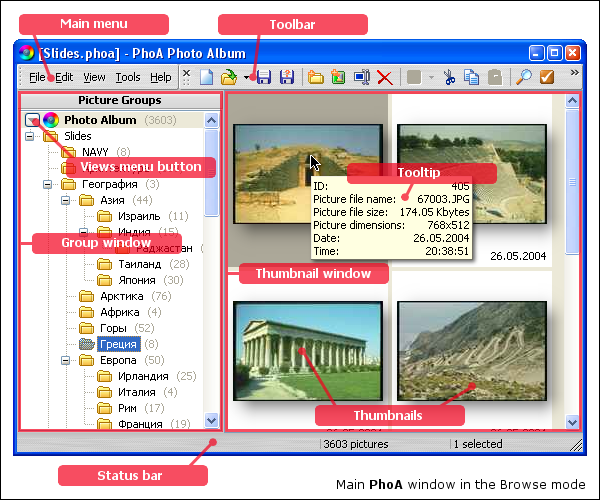 Main menu
Toolbar
[Slides.phoa] - PhoA Photo Album
File Edit View Tools Help
Picture Groups
Photo Album (3603)
Slides
NAVY (8)
Views menu button
География (3)
Азия (44)
Израиль (11)
Индия (15)
Раджастан
Group window
Таиланд (28)
Япония (30)
Арктика (76)
Африка (4)
Горы (52)
Греция (8)
Европа (50)
Ирландия (25)
Италия (4)
Рим (17)
Франция (19)
Tooltip
ID: 405
Picture file name: 67003.JPG
Picture file size: 174.05 Kbytes
Picture dimensions: 768x512
Date: 26.05.2004
Time: 20:38:51
26.05.2004
Thumbnail window
Thumbnails
3603 pictures
1 selected
Status bar
Main PhoA window in the Browse mode